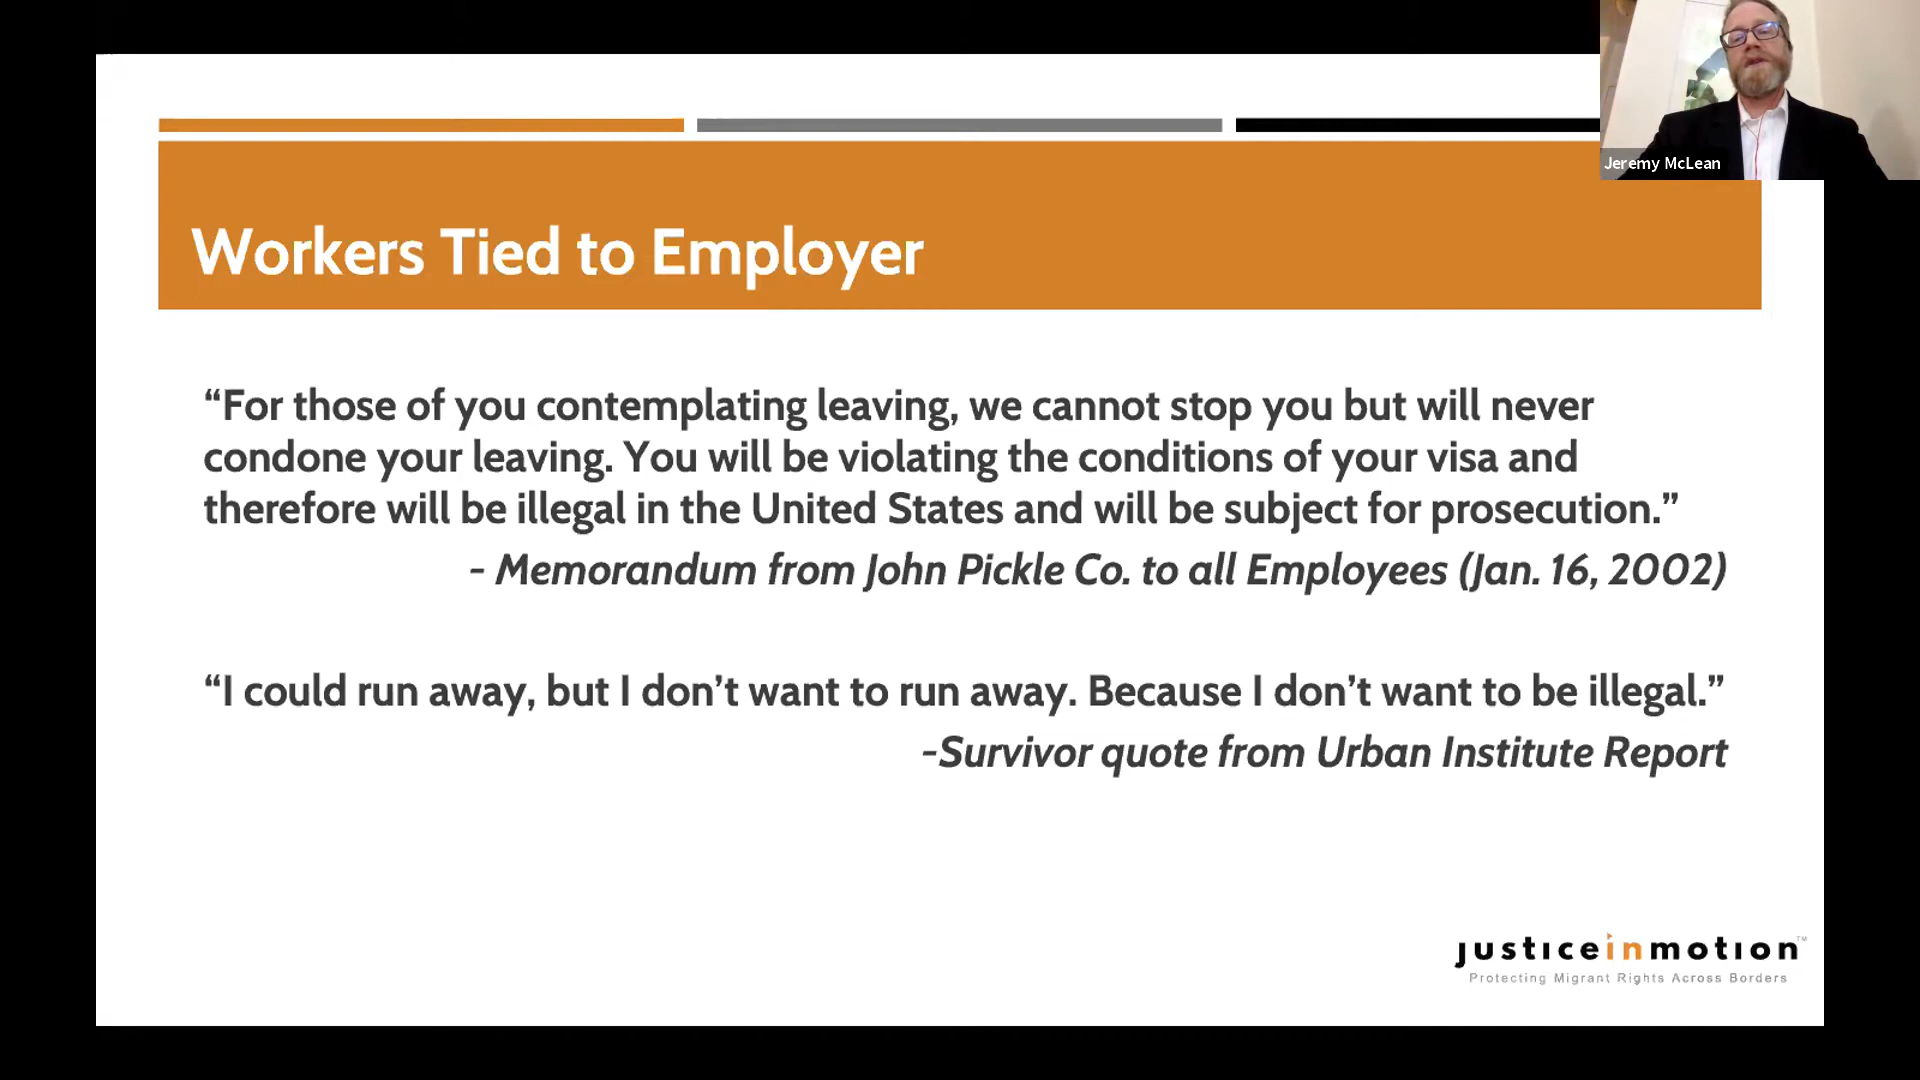 Jeremy McLean
Workers Tied to Employer
“For those of you contemplating leaving, we cannot stop you but will never
condone your leaving. You will be violating the conditions of your visa and
therefore will be illegal in the United States and will be subject for prosecution.”
- Memorandum from John Pickle Co. to all Employees (Jan. 16, 2002)
“I could run away, but I don’t want to run away. Because I don’t want to be illegal.”
-Survivor quote from Urban Institute Report
justiceinmotion™
Protecting Migrant Rights Across Borders